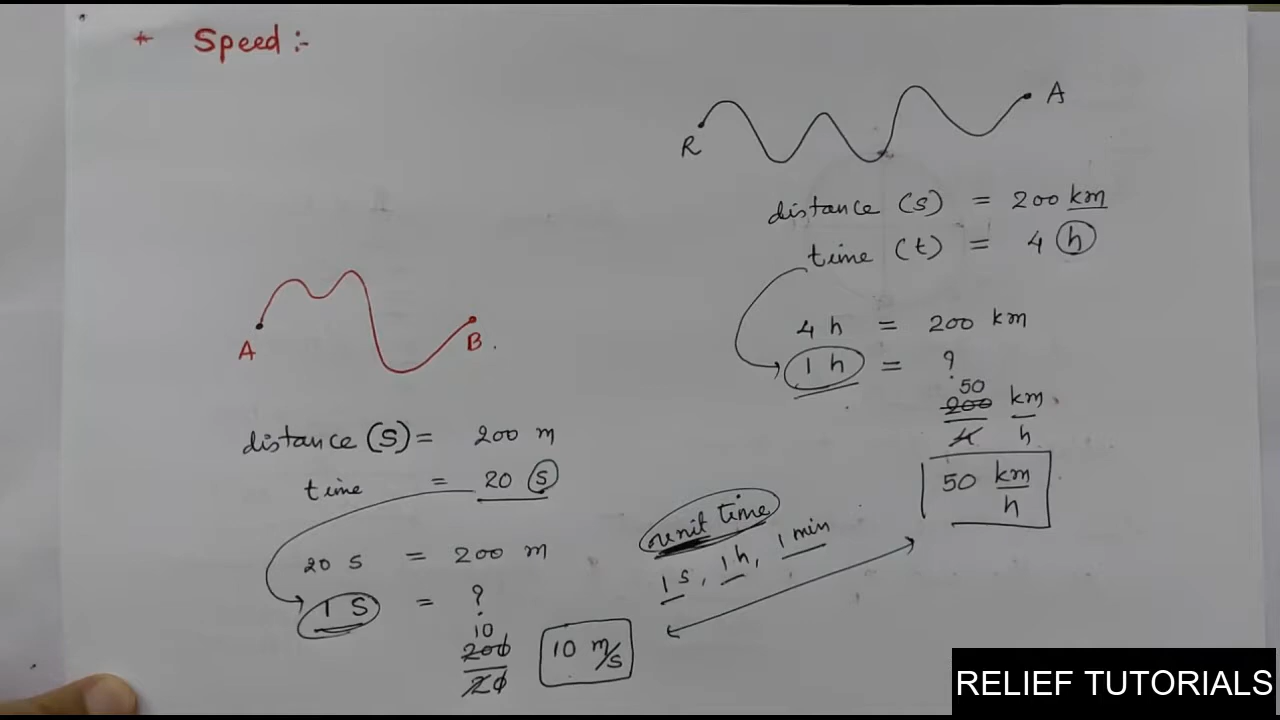 * Speed :-
R
A
distance (s) = 200 km
time (t) = 4 h
4 h = 200 km
1 h = ?
50
200 km
4 h
50 km
h
A
B
distance (S) = 200 m
time = 20 s
20 s = 200 m
1 S = ?
10
200
20
10 m/s
unit time
1 s, 1 h, 1 min
RELIEF TUTORIALS